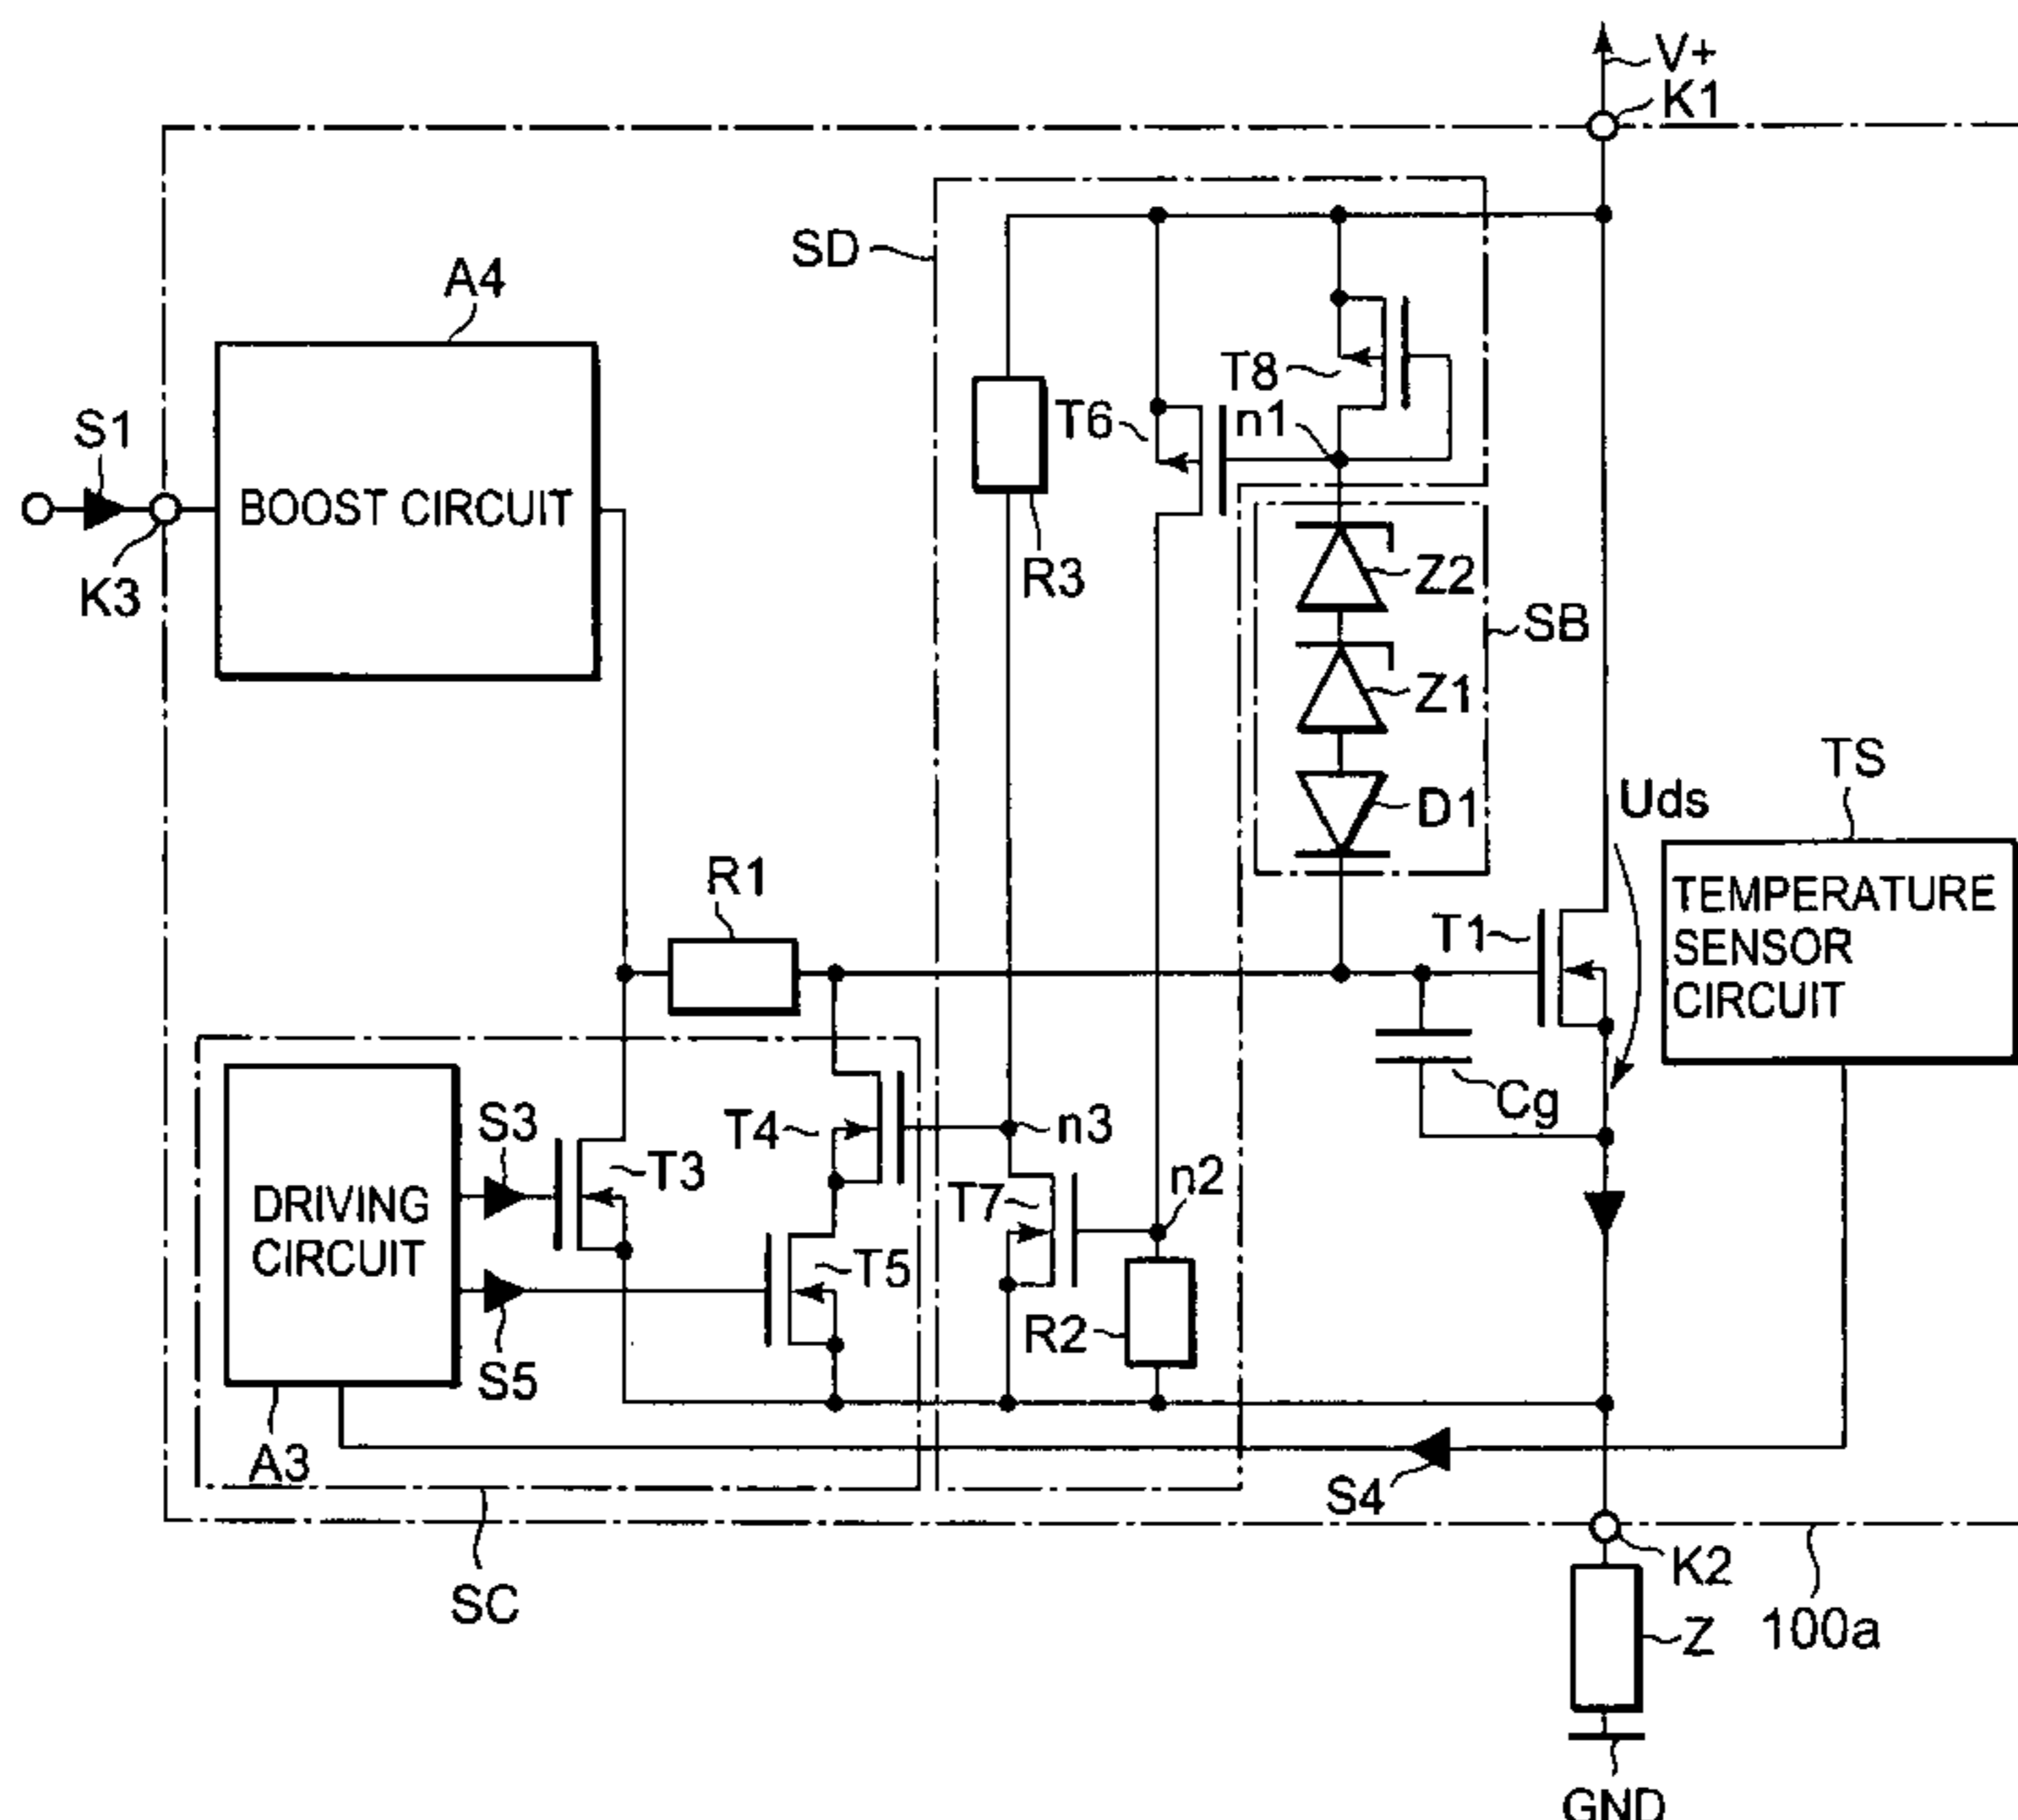 V+
K1
SD
A4
S1
BOOST CIRCUIT
K3
T8
T6
n1
R3
Z2
SB
Z1
D1
TS
Uds
TEMPERATURE
SENSOR
CIRCUIT
R1
T1
Cg
S3
T3
T4
n3
n2
T7
DRIVING
CIRCUIT
S5
T5
R2
A3
S4
SC
K2
Z
100a
GND